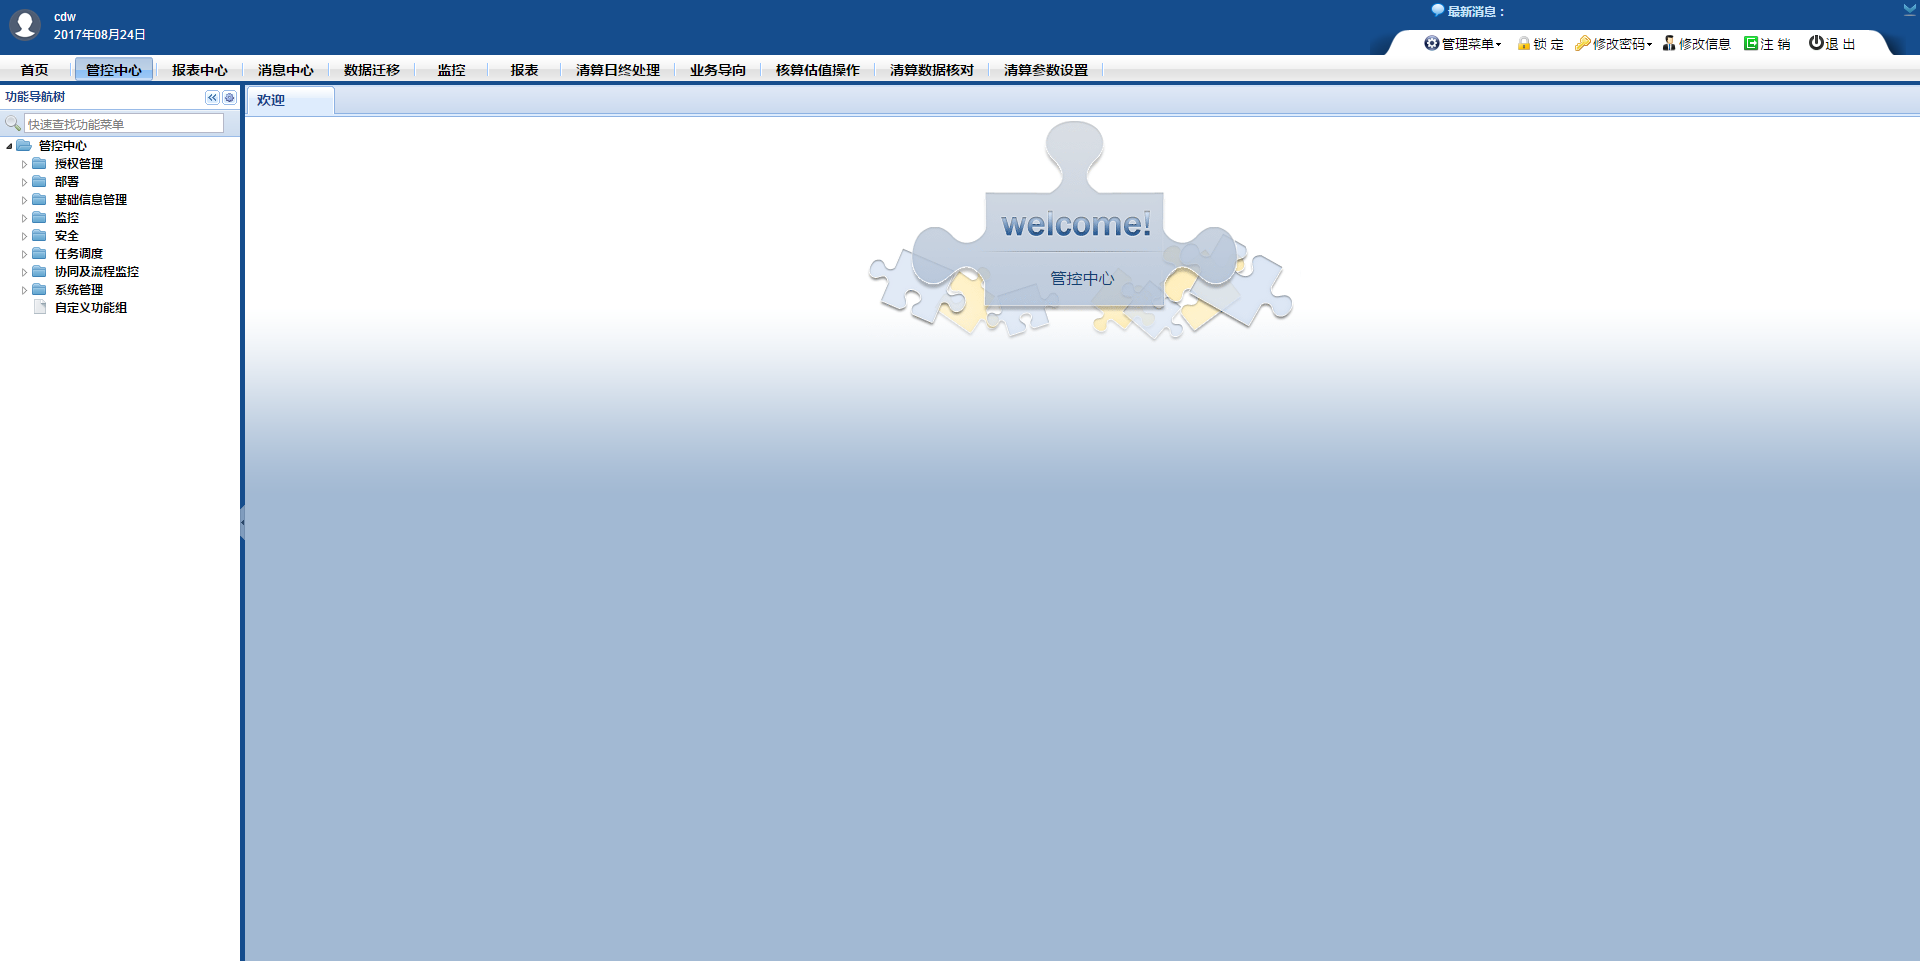 cdw
2017年08月24日
最新消息：
管理菜单 锁 定 修改密码 修改信息 注 销 退 出
首页 管控中心 报表中心 消息中心 数据迁移 监控 报表 清算日终处理 业务导向 核算估值操作 清算数据核对 清算参数设置
功能导航树
快速查找功能菜单
管控中心
授权管理
部署
基础信息管理
监控
安全
任务调度
协同及流程监控
系统管理
自定义功能组
欢迎
welcome!
管控中心